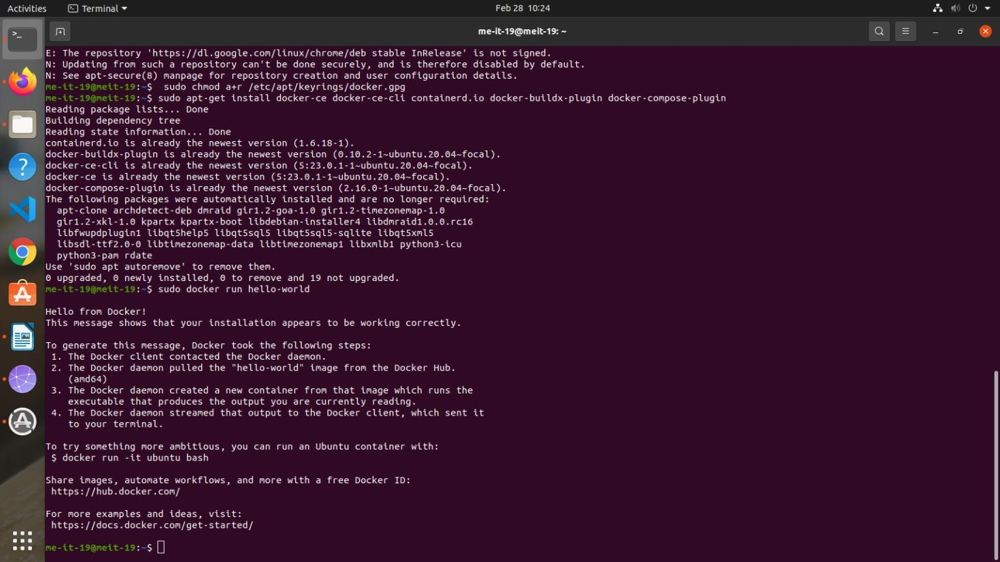 Activities
Terminal
Feb 28 10:24
me-it-19@meit-19: ~
E: The repository 'https://dl.google.com/linux/chrome/deb stable InRelease' is not signed.
N: Updating from such a repository can't be done securely, and is therefore disabled by default.
N: See apt-secure(8) manpage for repository creation and user configuration details.
me-it-19@meit-19:~$  sudo chmod a+r /etc/apt/keyrings/docker.gpg
me-it-19@meit-19:~$ sudo apt-get install docker-ce docker-ce-cli containerd.io docker-buildx-plugin docker-compose-plugin
Reading package lists... Done
Building dependency tree
Reading state information... Done
containerd.io is already the newest version (1.6.18-1).
docker-buildx-plugin is already the newest version (0.10.2-1~ubuntu.20.04~focal).
docker-ce-cli is already the newest version (5:23.0.1-1~ubuntu.20.04~focal).
docker-ce is already the newest version (5:23.0.1-1~ubuntu.20.04~focal).
docker-compose-plugin is already the newest version (2.16.0-1~ubuntu.20.04~focal).
The following packages were automatically installed and are no longer required:
  apt-clone archdetect-deb dmraid gir1.2-goa-1.0 gir1.2-timezonemap-1.0
  gir1.2-xkl-1.0 kpartx kpartx-boot libdebian-installer4 libdmraid1.0.0.rc16
  libfwupdplugin1 libqt5help5 libqt5sql5 libqt5sql5-sqlite libqt5xml5
  libsdl-ttf2.0-0 libtimezonemap-data libtimezonemap1 libxmlb1 python3-icu
  python3-pam rdate
Use 'sudo apt autoremove' to remove them.
0 upgraded, 0 newly installed, 0 to remove and 19 not upgraded.
me-it-19@meit-19:~$ sudo docker run hello-world
Hello from Docker!
This message shows that your installation appears to be working correctly.
To generate this message, Docker took the following steps:
 1. The Docker client contacted the Docker daemon.
 2. The Docker daemon pulled the "hello-world" image from the Docker Hub.
    (amd64)
 3. The Docker daemon created a new container from that image which runs the
    executable that produces the output you are currently reading.
 4. The Docker daemon streamed that output to the Docker client, which sent it
    to your terminal.
To try something more ambitious, you can run an Ubuntu container with:
 $ docker run -it ubuntu bash
Share images, automate workflows, and more with a free Docker ID:
 https://hub.docker.com/
For more examples and ideas, visit:
 https://docs.docker.com/get-started/
me-it-19@meit-19:~$